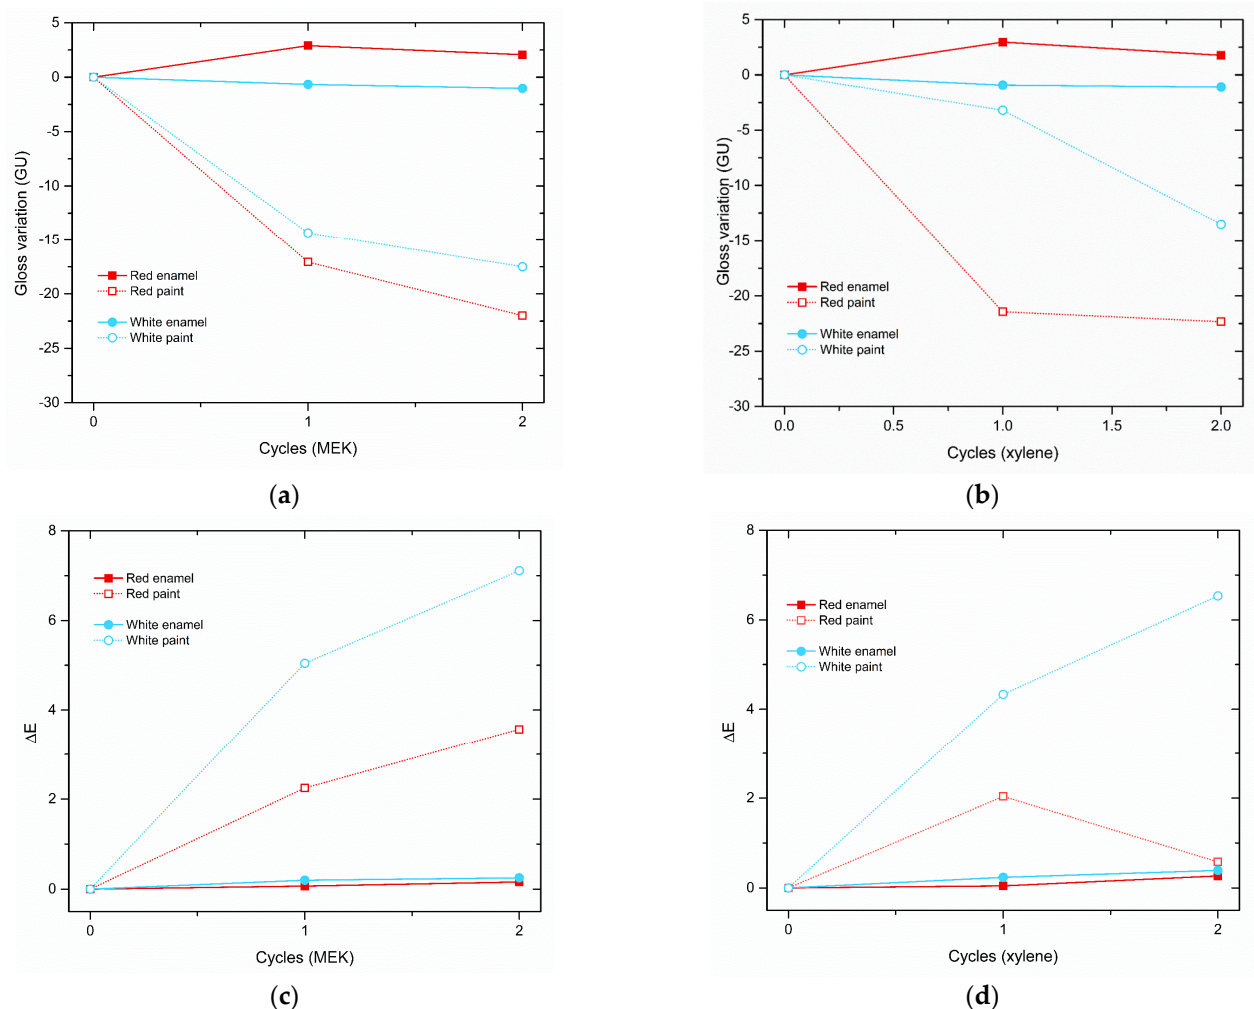 5
0
-5
-10
-15
-20
-25
-30
Gloss variation (GU)
Red enamel
Red paint
White enamel
White paint
0 1 2
Cycles (MEK)
(a)
5
0
-5
-10
-15
-20
-25
-30
Gloss variation (GU)
Red enamel
Red paint
White enamel
White paint
0.0 0.5 1.0 1.5 2.0
Cycles (xylene)
(b)
8
6
4
2
0
ΔE
Red enamel
Red paint
White enamel
White paint
0 1 2
Cycles (MEK)
(c)
8
6
4
2
0
ΔE
Red enamel
Red paint
White enamel
White paint
0 1 2
Cycles (xylene)
(d)